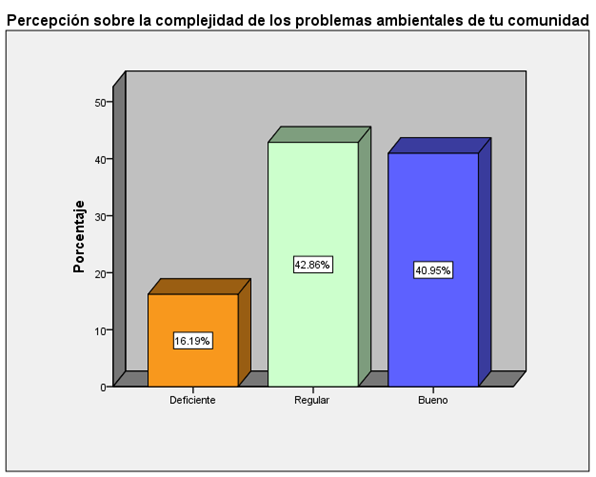 Percepción sobre la complejidad de los problemas ambientales de tu comunidad
Porcentaje
50
40
30
20
10
0
16.19%
42.86%
40.95%
Deficiente
Regular
Bueno